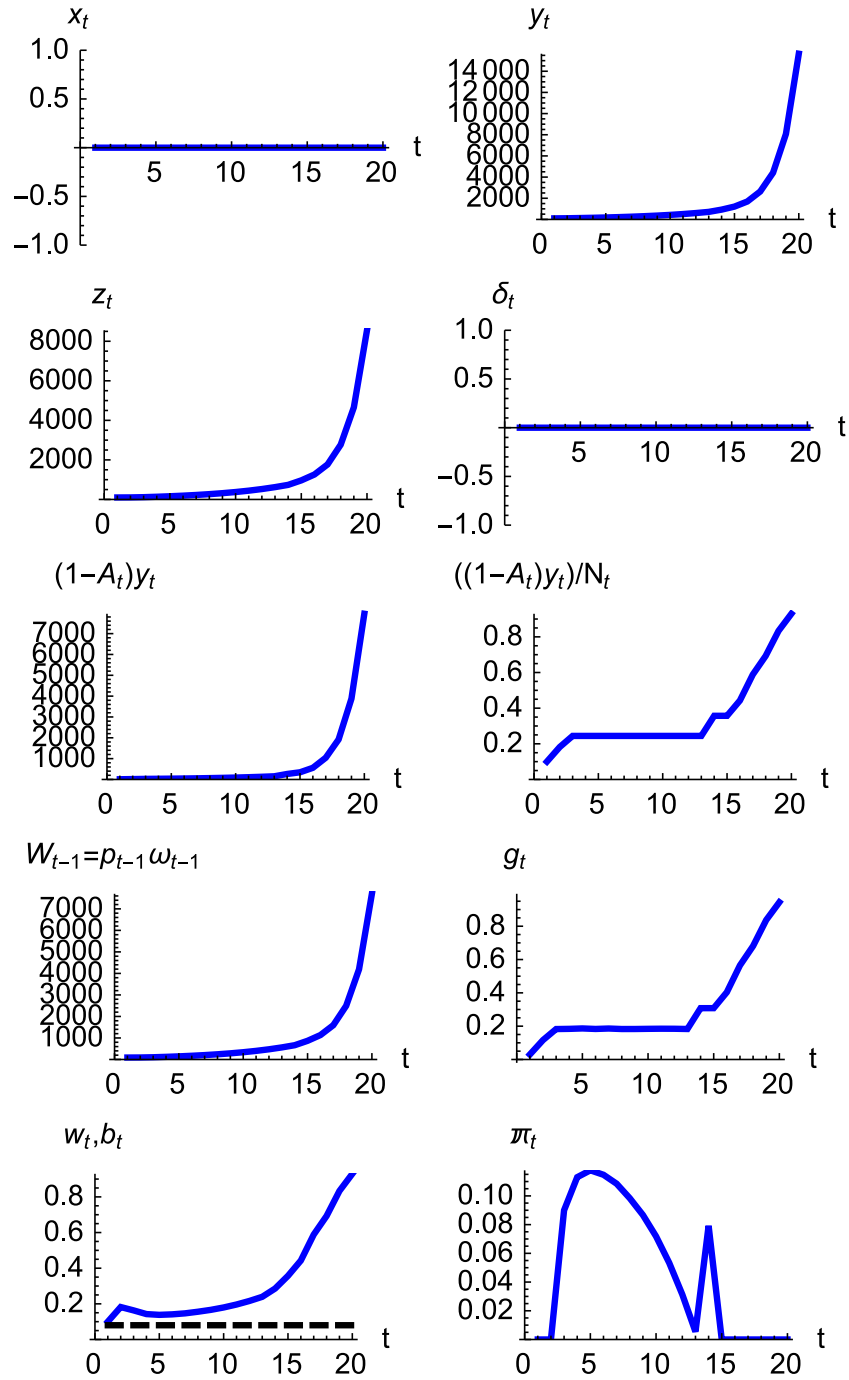 x_t
1.0
0.5
−0.5
−1.0
5 10 15 20 t
y_t
14 000
12 000
10 000
8000
6000
4000
2000
0 5 10 15 20 t
z_t
8000
6000
4000
2000
0 5 10 15 20 t
δ_t
1.0
0.5
−0.5
−1.0
5 10 15 20 t
(1−A_t)y_t
7000
6000
5000
4000
3000
2000
1000
0 5 10 15 20 t
((1−A_t)y_t)/N_t
0.8
0.6
0.4
0.2
0 5 10 15 20 t
W_{t−1}=p_{t−1}ω_{t−1}
7000
6000
5000
4000
3000
2000
1000
0 5 10 15 20 t
g_t
0.8
0.6
0.4
0.2
0 5 10 15 20 t
w_t,b_t
0.8
0.6
0.4
0.2
0 5 10 15 20 t
π_t
0.10
0.08
0.06
0.04
0.02
0 5 10 15 20 t